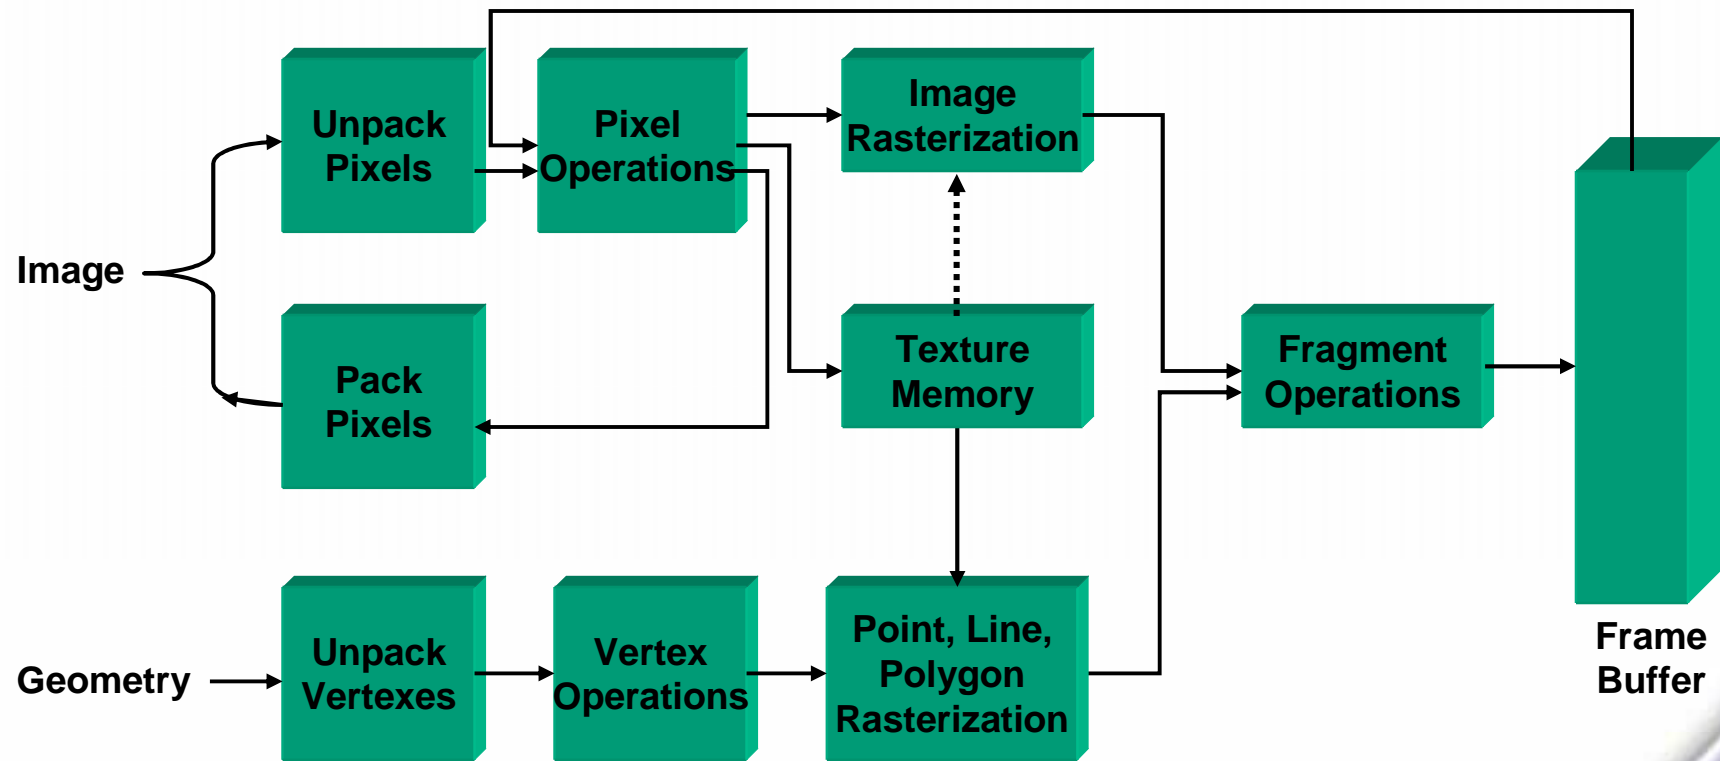 Unpack
Pixels
Pixel
Operations
Image
Rasterization
Image
Pack
Pixels
Texture
Memory
Fragment
Operations
Geometry
Unpack
Vertexes
Vertex
Operations
Point, Line,
Polygon
Rasterization
Frame
Buffer